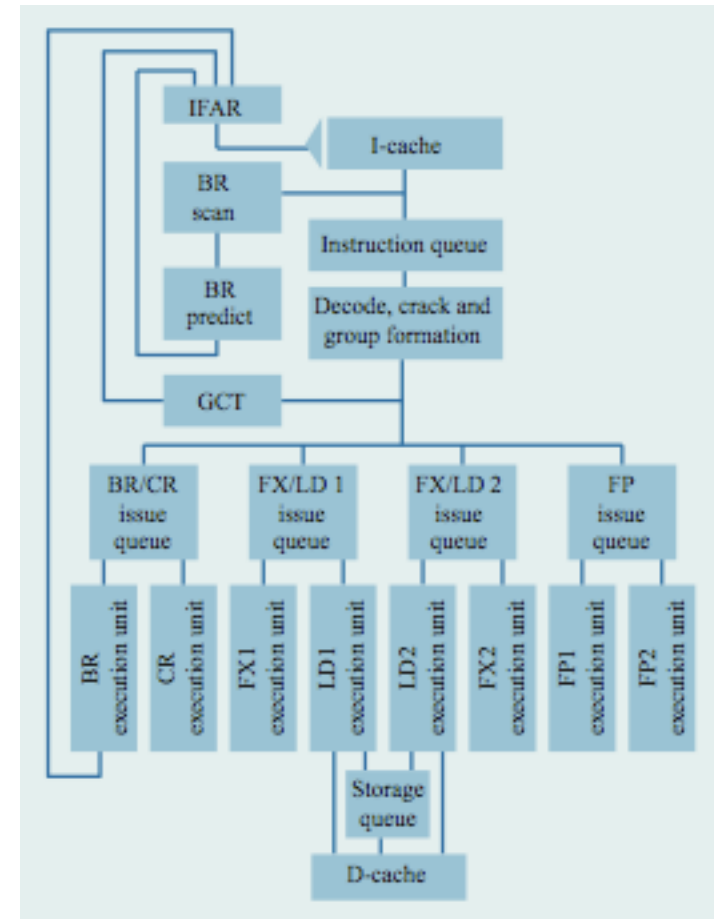 IFAR
I-cache
BR
scan
Instruction queue
BR
predict
Decode, crack and
group formation
GCT
BR/CR
issue
queue
FX/LD 1
issue
queue
FX/LD 2
issue
queue
FP
issue
queue
BR
execution unit
CR
execution unit
FX1
execution unit
LD1
execution unit
LD2
execution unit
FX2
execution unit
FP1
execution unit
FP2
execution unit
Storage
queue
D-cache